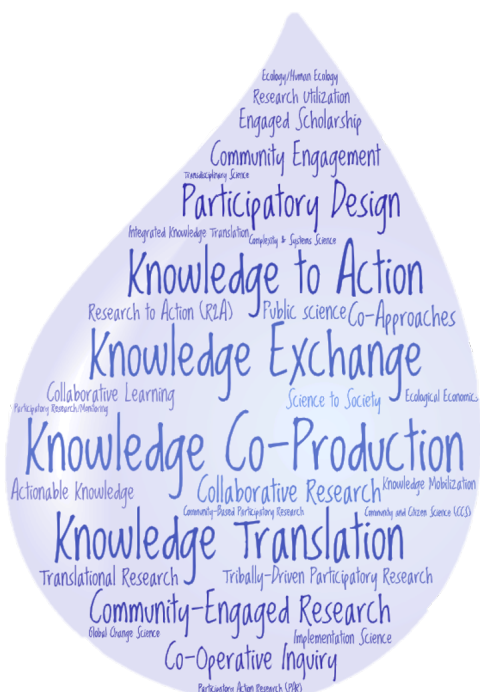 Ecology/Human Ecology
Research Utilization
Engaged Scholarship
Community Engagement
Transdisciplinary Science
Participatory Design
Integrated Knowledge Translation
Complexity & Systems Science
Knowledge to Action
Research to Action (R2A)
Public science
Co-Approaches
Knowledge Exchange
Collaborative Learning
Science to Society
Ecological Economics
Participatory Research/Monitoring
Knowledge Co-Production
Actionable Knowledge
Collaborative Research
Knowledge Mobilization
Community-Based Participatory Research
Community and Citizen Science (CCS)
Knowledge Translation
Translational Research
Tribally-Driven Participatory Research
Community-Engaged Research
Global Change Science
Implementation Science
Co-Operative Inquiry
Participatory Action Research (PAR)